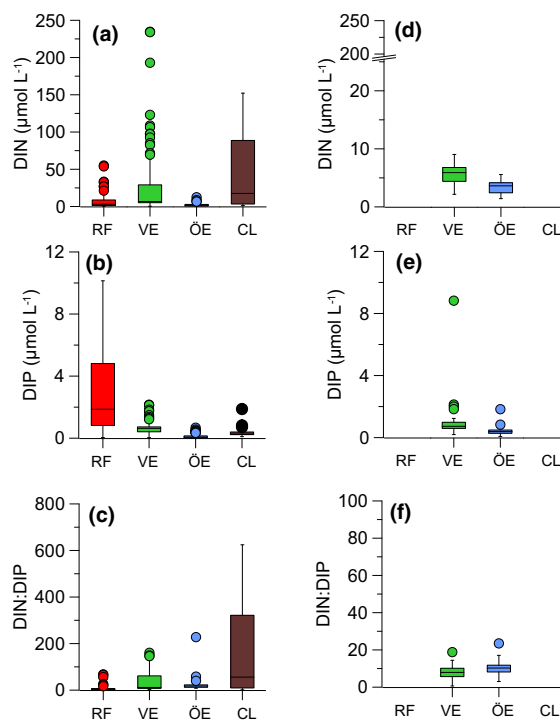 (a)
250
200
150
100
50
0
DIN (µmol L⁻¹)
RF VE ÖE CL
(d)
250
200
20
10
0
DIN (µmol L⁻¹)
RF VE ÖE CL
(b)
12
8
4
0
DIP (µmol L⁻¹)
RF VE ÖE CL
(e)
12
8
4
0
DIP (µmol L⁻¹)
RF VE ÖE CL
(c)
800
600
400
200
0
DIN:DIP
RF VE ÖE CL
(f)
100
80
60
40
20
0
DIN:DIP
RF VE ÖE CL